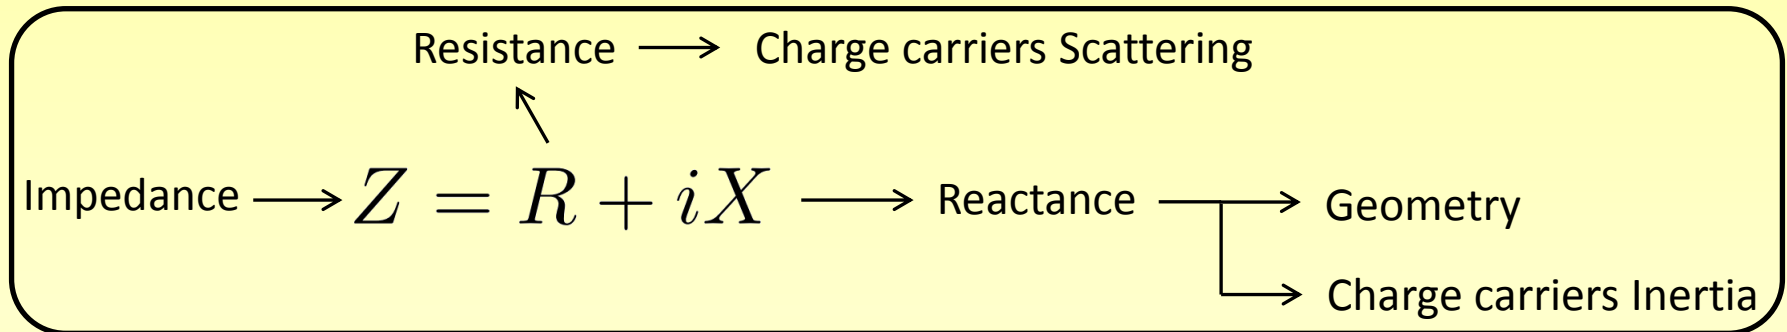 Resistance → Charge carriers Scattering
Impedance → Z = R + iX → Reactance → Geometry
Charge carriers Inertia